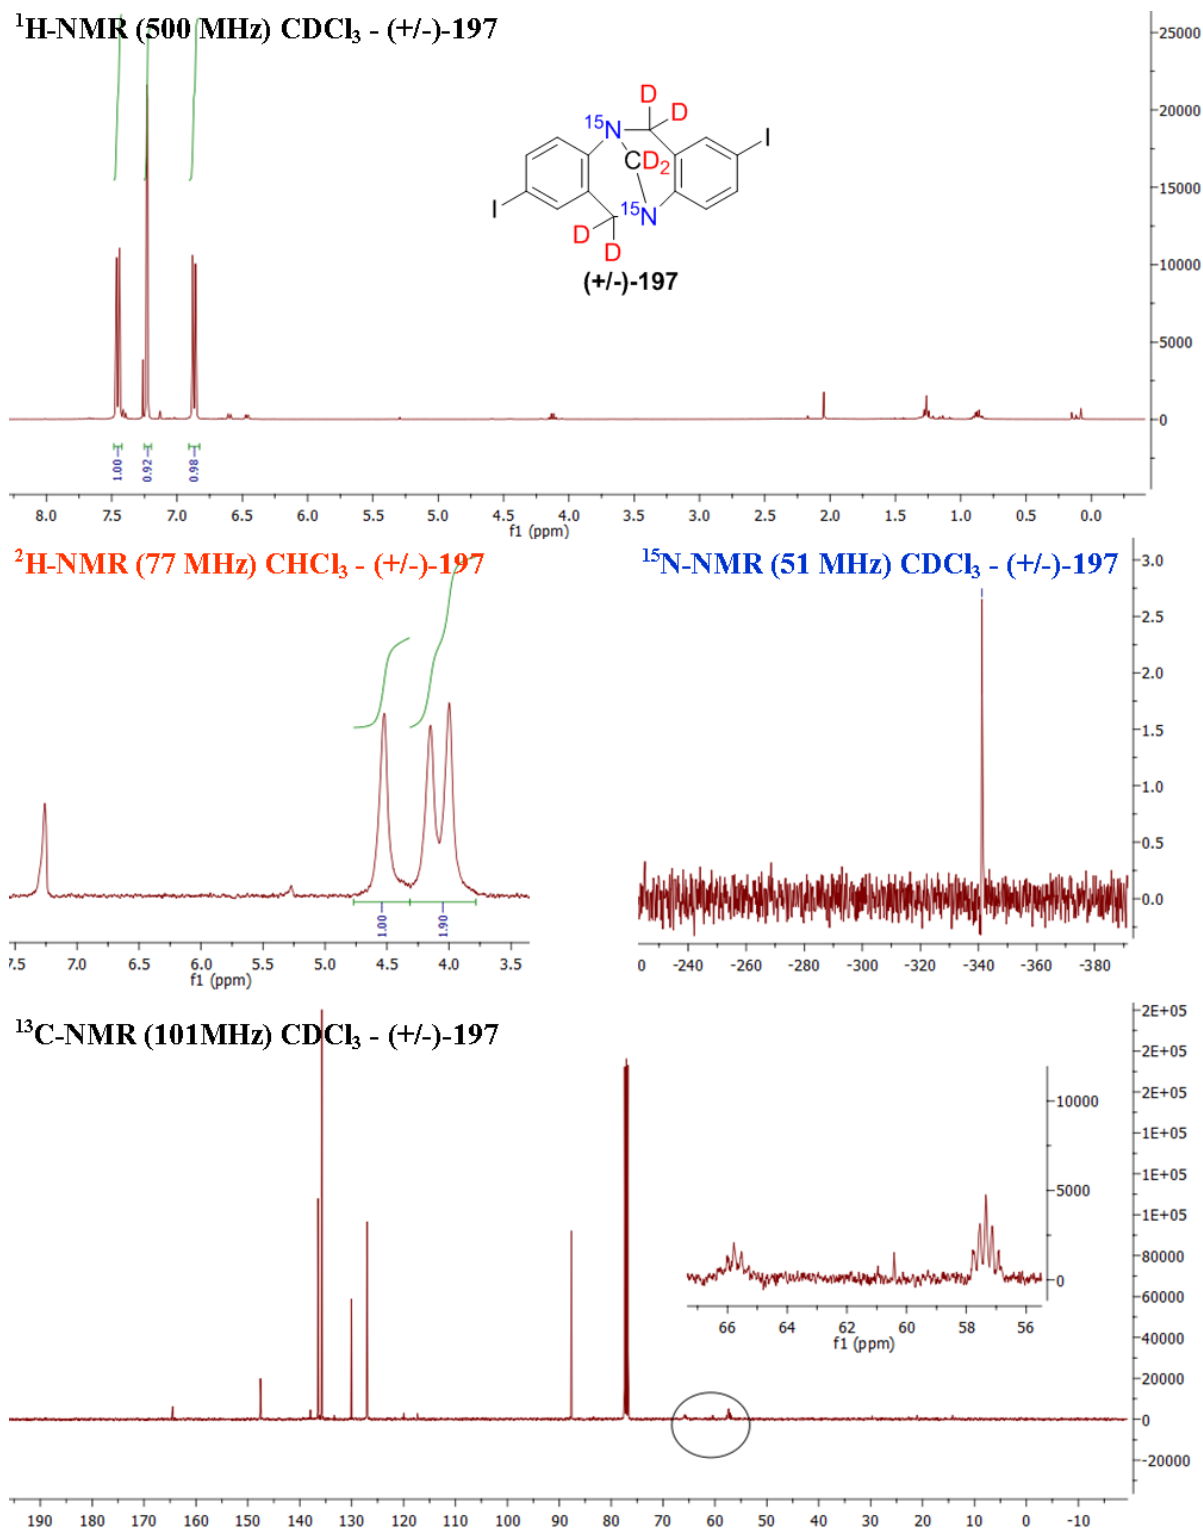 ¹H-NMR (500 MHz) CDCl₃ - (+/-)-197
25000
20000
15000
10000
5000
0
D
D
¹⁵N
I
CD₂
I
¹⁵N
D
D
(+/-)-197
1.00
0.92
0.98
8.0 7.5 7.0 6.5 6.0 5.5 5.0 4.5 4.0 3.5 3.0 2.5 2.0 1.5 1.0 0.5 0.0
f1 (ppm)
²H-NMR (77 MHz) CHCl₃ - (+/-)-197
1.00
1.90
7.5 7.0 6.5 6.0 5.5 5.0 4.5 4.0 3.5
f1 (ppm)
¹⁵N-NMR (51 MHz) CDCl₃ - (+/-)-197
3.0
2.5
2.0
1.5
1.0
0.5
0.0
0 -240 -260 -280 -300 -320 -340 -360 -380
¹³C-NMR (101MHz) CDCl₃ - (+/-)-197
2E+05
2E+05
2E+05
1E+05
1E+05
1E+05
80000
60000
40000
20000
0
-20000
10000
5000
0
66 64 62 60 58 56
f1 (ppm)
190 180 170 160 150 140 130 120 110 100 90 80 70 60 50 40 30 20 10 0 -10